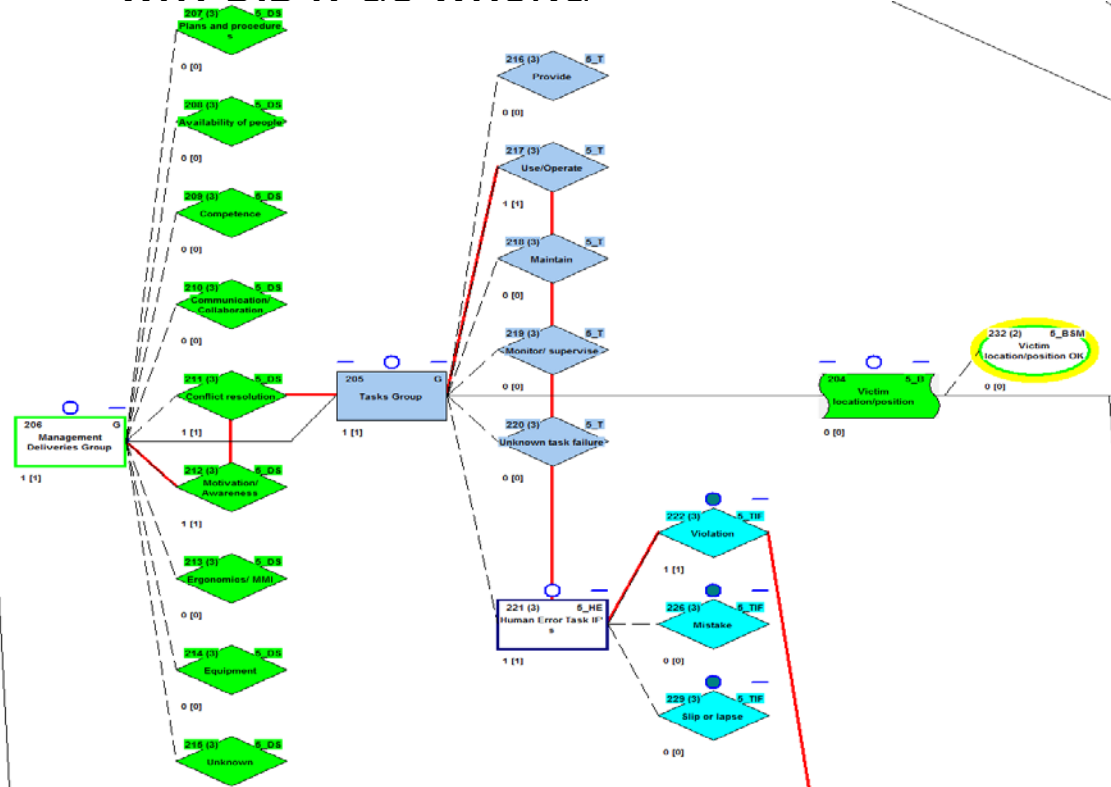 207 (3) 5_DS
Plans and procedure
s
0 [0]
208 (3) 5_DS
Availability of people
0 [0]
209 (3) 5_DS
Competence
0 [0]
210 (3) 5_DS
Communication/
Collaboration
0 [0]
211 (3) 5_DS
Conflict resolution
1 [1]
206 G
Management
Deliveries Group
1 [1]
212 (3) 5_DS
Motivation/
Awareness
1 [1]
213 (3) 5_DS
Ergonomics/ MMI
0 [0]
214 (3) 5_DS
Equipment
0 [0]
215 (3) 5_DS
Unknown
205 G
Tasks Group
1 [1]
216 (3) 5_T
Provide
0 [0]
217 (3) 5_T
Use/Operate
1 [1]
218 (3) 5_T
Maintain
0 [0]
219 (3) 5_T
Monitor/ supervise
0 [0]
220 (3) 5_T
Unknown task failure
0 [0]
221 (3) 5_HE
Human Error Task IF'
s
1 [1]
222 (3) 5_TIF
Violation
1 [1]
226 (3) 5_TIF
Mistake
0 [0]
229 (3) 5_TIF
Slip or lapse
0 [0]
204 5_B
Victim
location/position
0 [0]
232 (2) 5_BSM
Victim
location/position OK
0 [0]